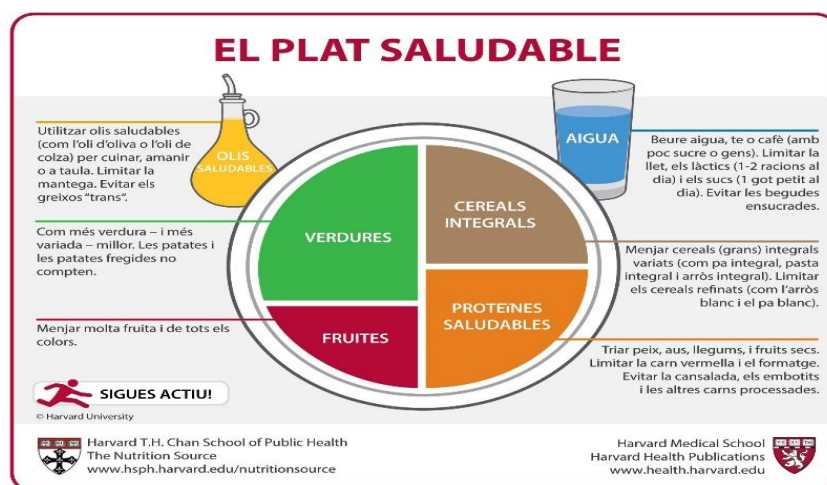 EL PLAT SALUDABLE
Utilitzar olis saludables
(com l'oli d'oliva o l'oli de
colza) per cuinar, amanir
o a taula. Limitar la
mantega. Evitar els
greixos "trans".
OLIS
SALUDABLES
AIGUA
Beure aigua, te o cafè (amb
poc sucre o gens). Limitar la
llet, els làctics (1-2 racions al
dia) i els sucs (1 got petit al
dia). Evitar les begudes
ensucrades.
Com més verdura – i més
variada – millor. Les patates i
les patates fregides no
compten.
VERDURES
CEREALS
INTEGRALS
Menjar cereals (grans) integrals
variats (com pa integral, pasta
integral i arròs integral). Limitar
els cereals refinats (com l'arròs
blanc i el pa blanc).
Menjar molta fruita i de tots els
colors.
FRUITES
PROTEÏNES
SALUDABLES
Triar peix, aus, llegums, i fruits secs.
Limitar la carn vermella i el formatge.
Evitar la cansalada, els embotits
i les altres carns processades.
SIGUES ACTIU!
© Harvard University
Harvard T.H. Chan School of Public Health
The Nutrition Source
www.hsph.harvard.edu/nutritionsource
Harvard Medical School
Harvard Health Publications
www.health.harvard.edu